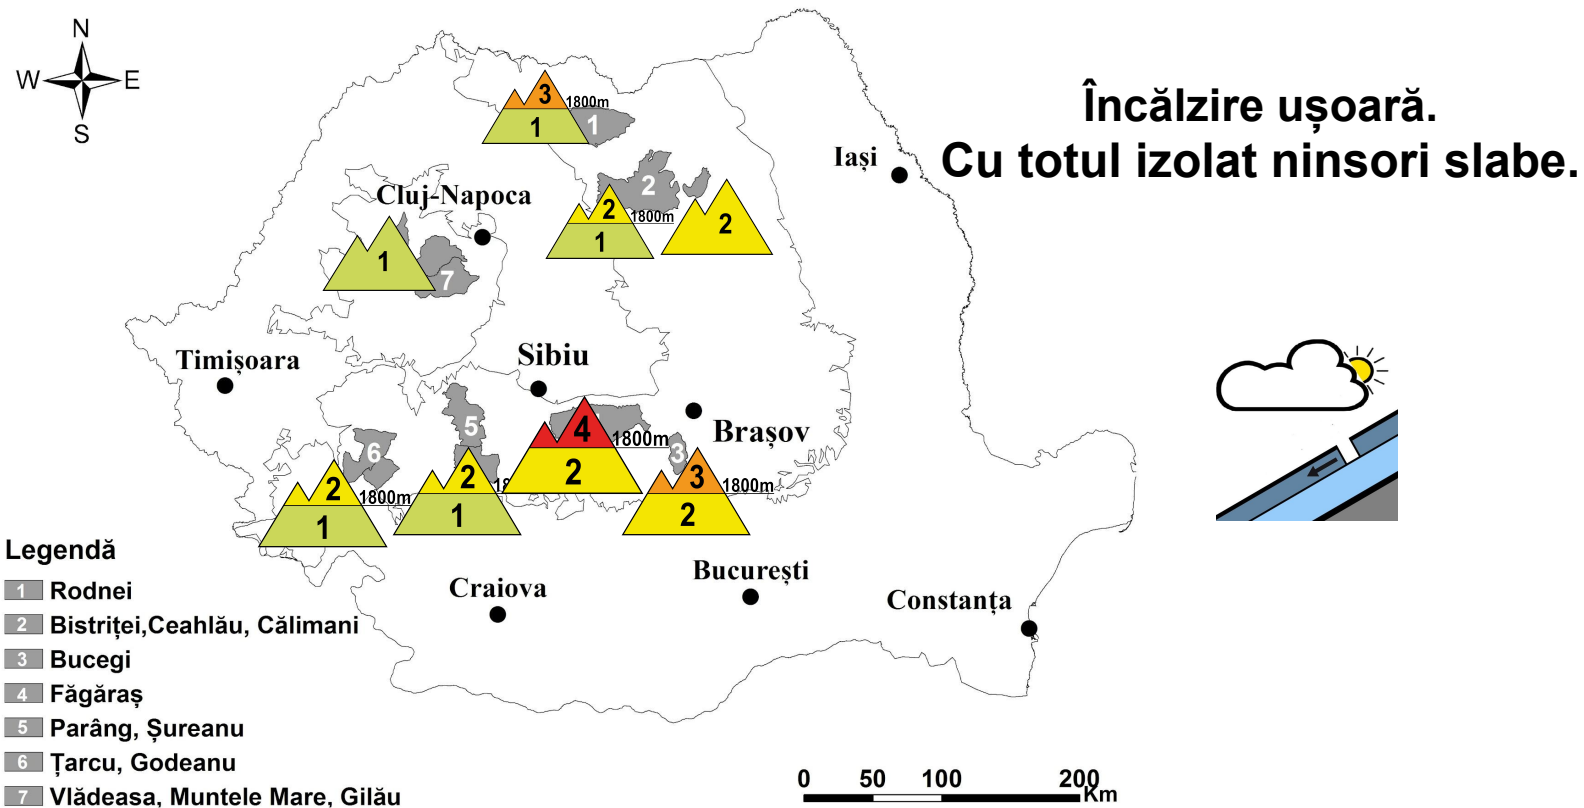 N
W E
S
Încălzire ușoară.
Cu totul izolat ninsori slabe.
3
1800m
1
1
Iași
2
Cluj-Napoca
2
1800m
1
2
1
7
Timișoara
Sibiu
4
1800m
2
Brașov
3
3
1800m
2
5
2
18
1
6
2
1800m
1
București
Craiova
Constanța
Legendă
1 Rodnei
2 Bistriței,Ceahlău, Călimani
3 Bucegi
4 Făgăraș
5 Parâng, Șureanu
6 Țarcu, Godeanu
7 Vlădeasa, Muntele Mare, Gilău
0 50 100 200
Km